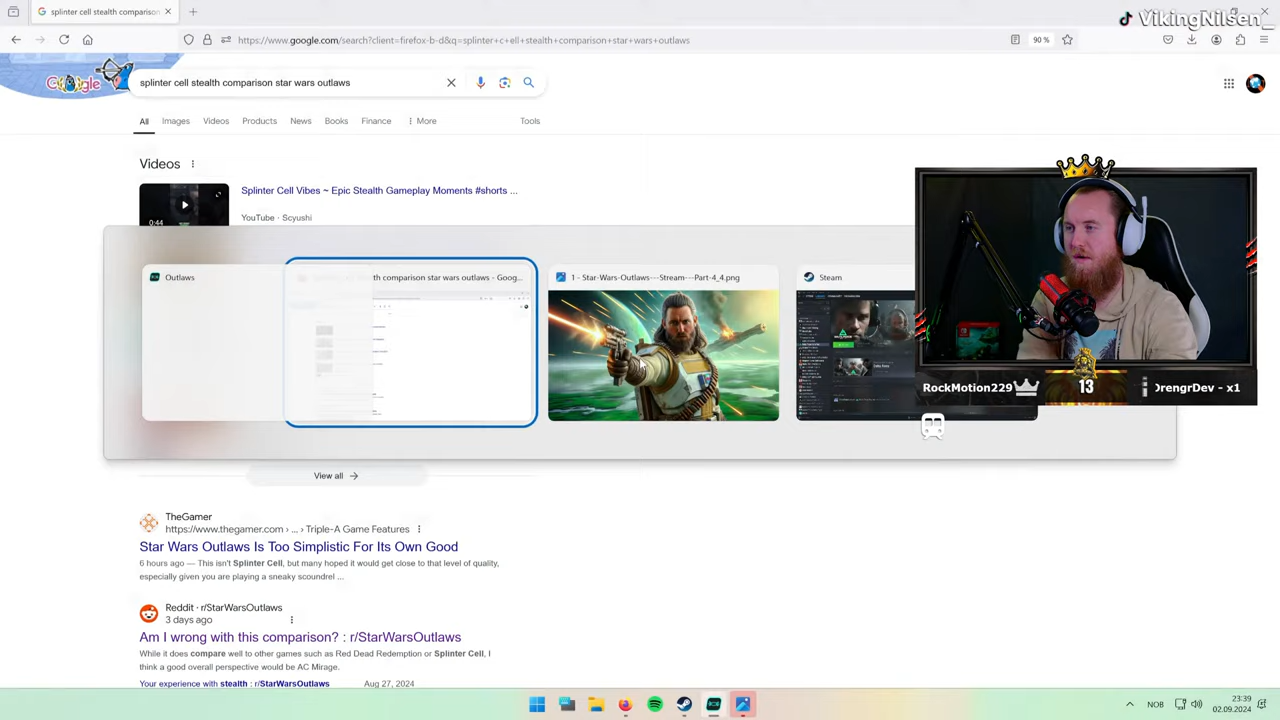 splinter cell stealth comparison star wars outlaws
VikingNilsen_
https://www.google.com/search?client=firefox-b-d&q=splinter+c+ell+stealth+comparison+star+wars+outlaws
90 %
splinter cell stealth comparison star wars outlaws
All
Images
Videos
Products
News
Books
Finance
More
Tools
Videos
Splinter Cell Vibes ~ Epic Stealth Gameplay Moments #shorts ...
0:44
YouTube · Scyushi
Outlaws
th comparison star wars outlaws - Goog...
1 - Star-Wars-Outlaws---Stream---Part-4_4.png
Steam
RockMotion229
13
OrengrDev - x1
View all
TheGamer
https://www.thegamer.com › ... › Triple-A Game Features
Star Wars Outlaws Is Too Simplistic For Its Own Good
6 hours ago — This isn't Splinter Cell, but many hoped it would get close to that level of quality,
especially given you are playing a sneaky scoundrel ...
Reddit · r/StarWarsOutlaws
3 days ago
Am I wrong with this comparison? : r/StarWarsOutlaws
While it does compare well to other games such as Red Dead Redemption or Splinter Cell, I
think a good overall perspective would be AC Mirage.
Your experience with stealth : r/StarWarsOutlaws
Aug 27, 2024
NOB
23:39
02.09.2024